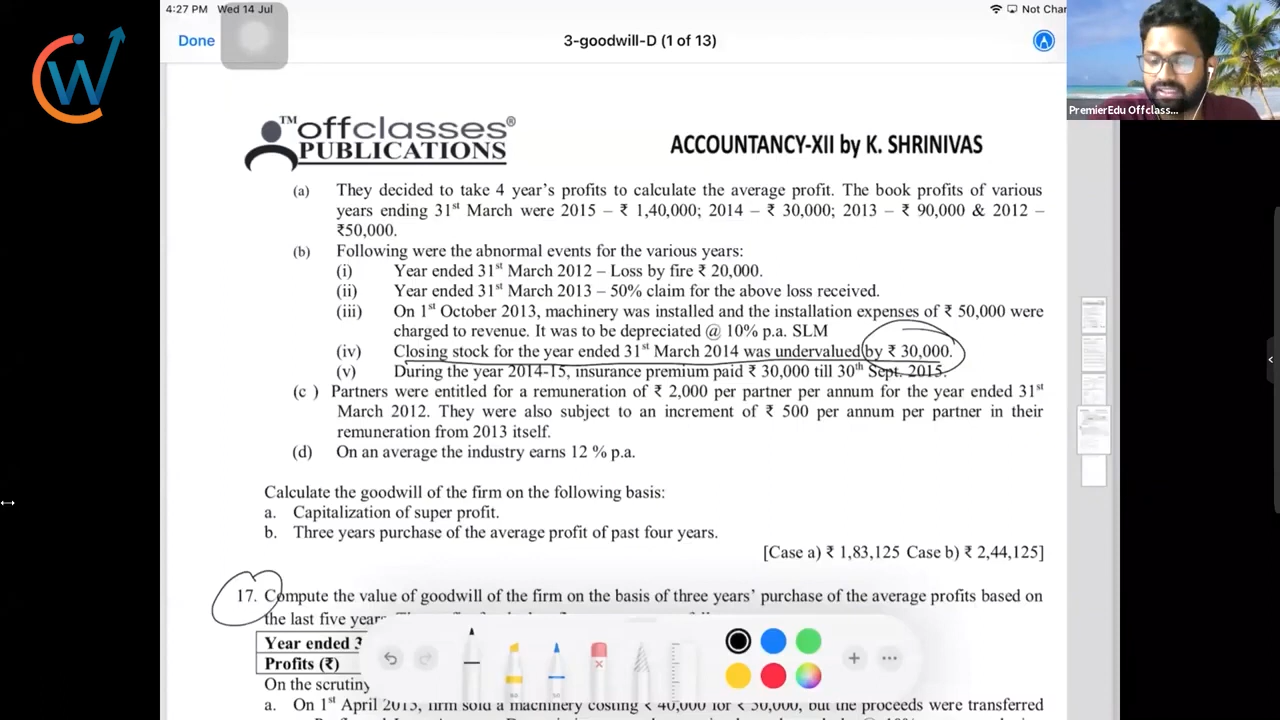 4:27 PM Wed 14 Jul
Not Char
Done
3-goodwill-D (1 of 13)
PremierEdu Offclass...
W
TM offclasses®
PUBLICATIONS
ACCOUNTANCY-XII by K. SHRINIVAS
(a) They decided to take 4 year's profits to calculate the average profit. The book profits of various
years ending 31st March were 2015 – ₹ 1,40,000; 2014 – ₹ 30,000; 2013 – ₹ 90,000 & 2012 –
₹50,000.
(b) Following were the abnormal events for the various years:
(i) Year ended 31st March 2012 – Loss by fire ₹ 20,000.
(ii) Year ended 31st March 2013 – 50% claim for the above loss received.
(iii) On 1st October 2013, machinery was installed and the installation expenses of ₹ 50,000 were
charged to revenue. It was to be depreciated @ 10% p.a. SLM
(iv) Closing stock for the year ended 31st March 2014 was undervalued by ₹ 30,000.
(v) During the year 2014-15, insurance premium paid ₹ 30,000 till 30th Sept. 2015.
(c ) Partners were entitled for a remuneration of ₹ 2,000 per partner per annum for the year ended 31st
March 2012. They were also subject to an increment of ₹ 500 per annum per partner in their
remuneration from 2013 itself.
(d) On an average the industry earns 12 % p.a.
Calculate the goodwill of the firm on the following basis:
a. Capitalization of super profit.
b. Three years purchase of the average profit of past four years.
[Case a) ₹ 1,83,125 Case b) ₹ 2,44,125]
17. Compute the value of goodwill of the firm on the basis of three years' purchase of the average profits based on
the last five year
Year ended 3
Profits (₹)
On the scrutiny
a. On 1st April 2013, firm sold a machinery costing ₹ 40,000 for ₹ 50,000, but the proceeds were transferred